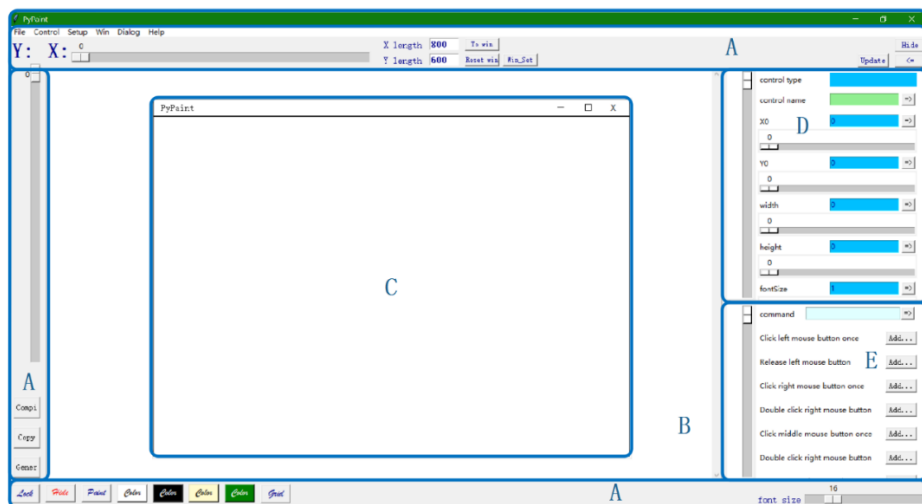 PyPoint
File Control Setup Win Dialog Help
Y: X: 0
X length 800 To win
Y length 600 Reset win Win_Set
A
Hide
Update <=
0
PyPaint — □ X
C
A
Compi
Copy
Gener
control type
control name =>
D
X0 0 =>
0
Y0 0 =>
0
width 0 =>
0
height 0 =>
0
fontSize 1 =>
command =>
Click left mouse button once Add...
Release left mouse button Add...
E
Click right mouse button once Add...
Double click right mouse button Add...
B
Click middle mouse button once Add...
Double click right mouse button Add...
Lock Hide Paint Color Color Color Color Grid
A
font size 16